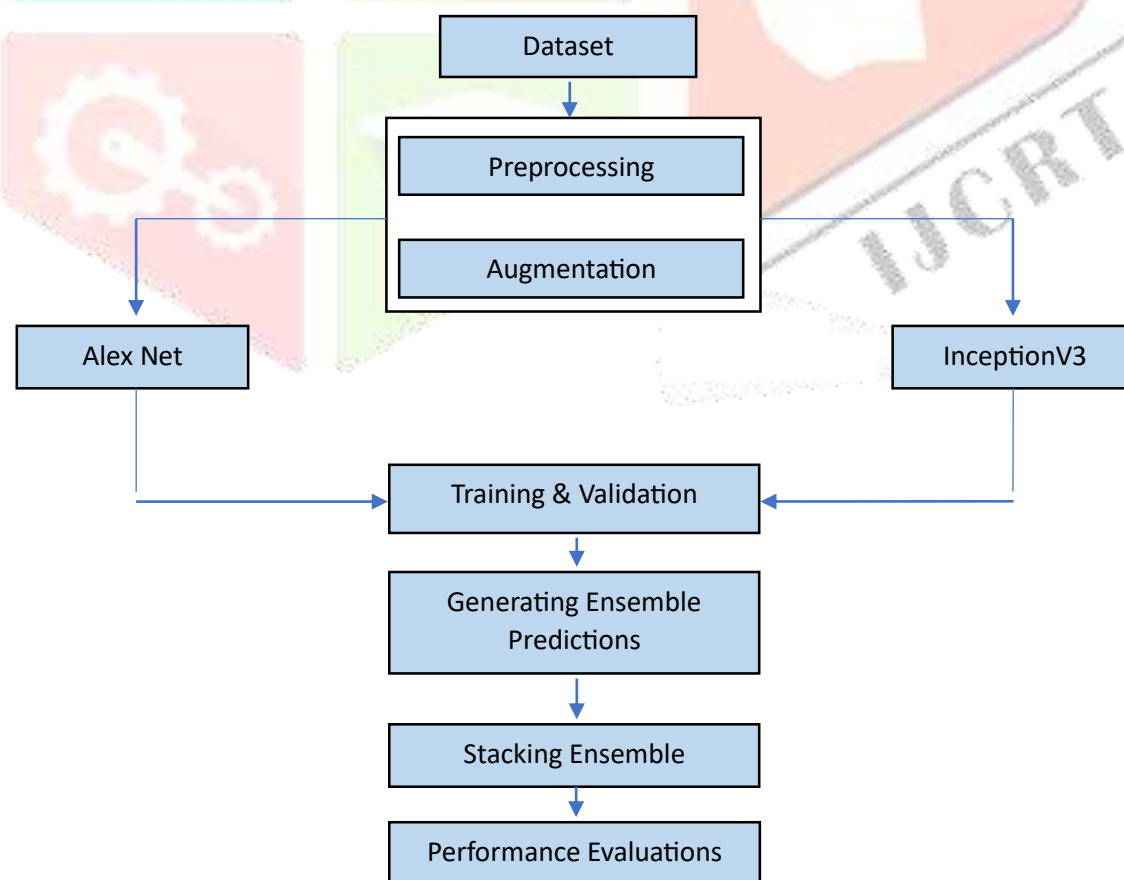 Dataset
IJCRT
Preprocessing
Augmentation
Alex Net
InceptionV3
Training & Validation
Generating Ensemble
Predictions
Stacking Ensemble
Performance Evaluations